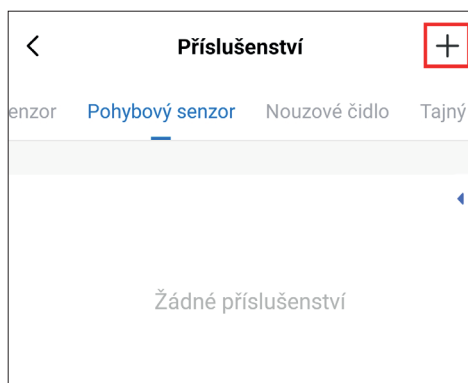 Příslušenství
enzor Pohybový senzor Nouzové čidlo Tajný
Žádné příslušenství